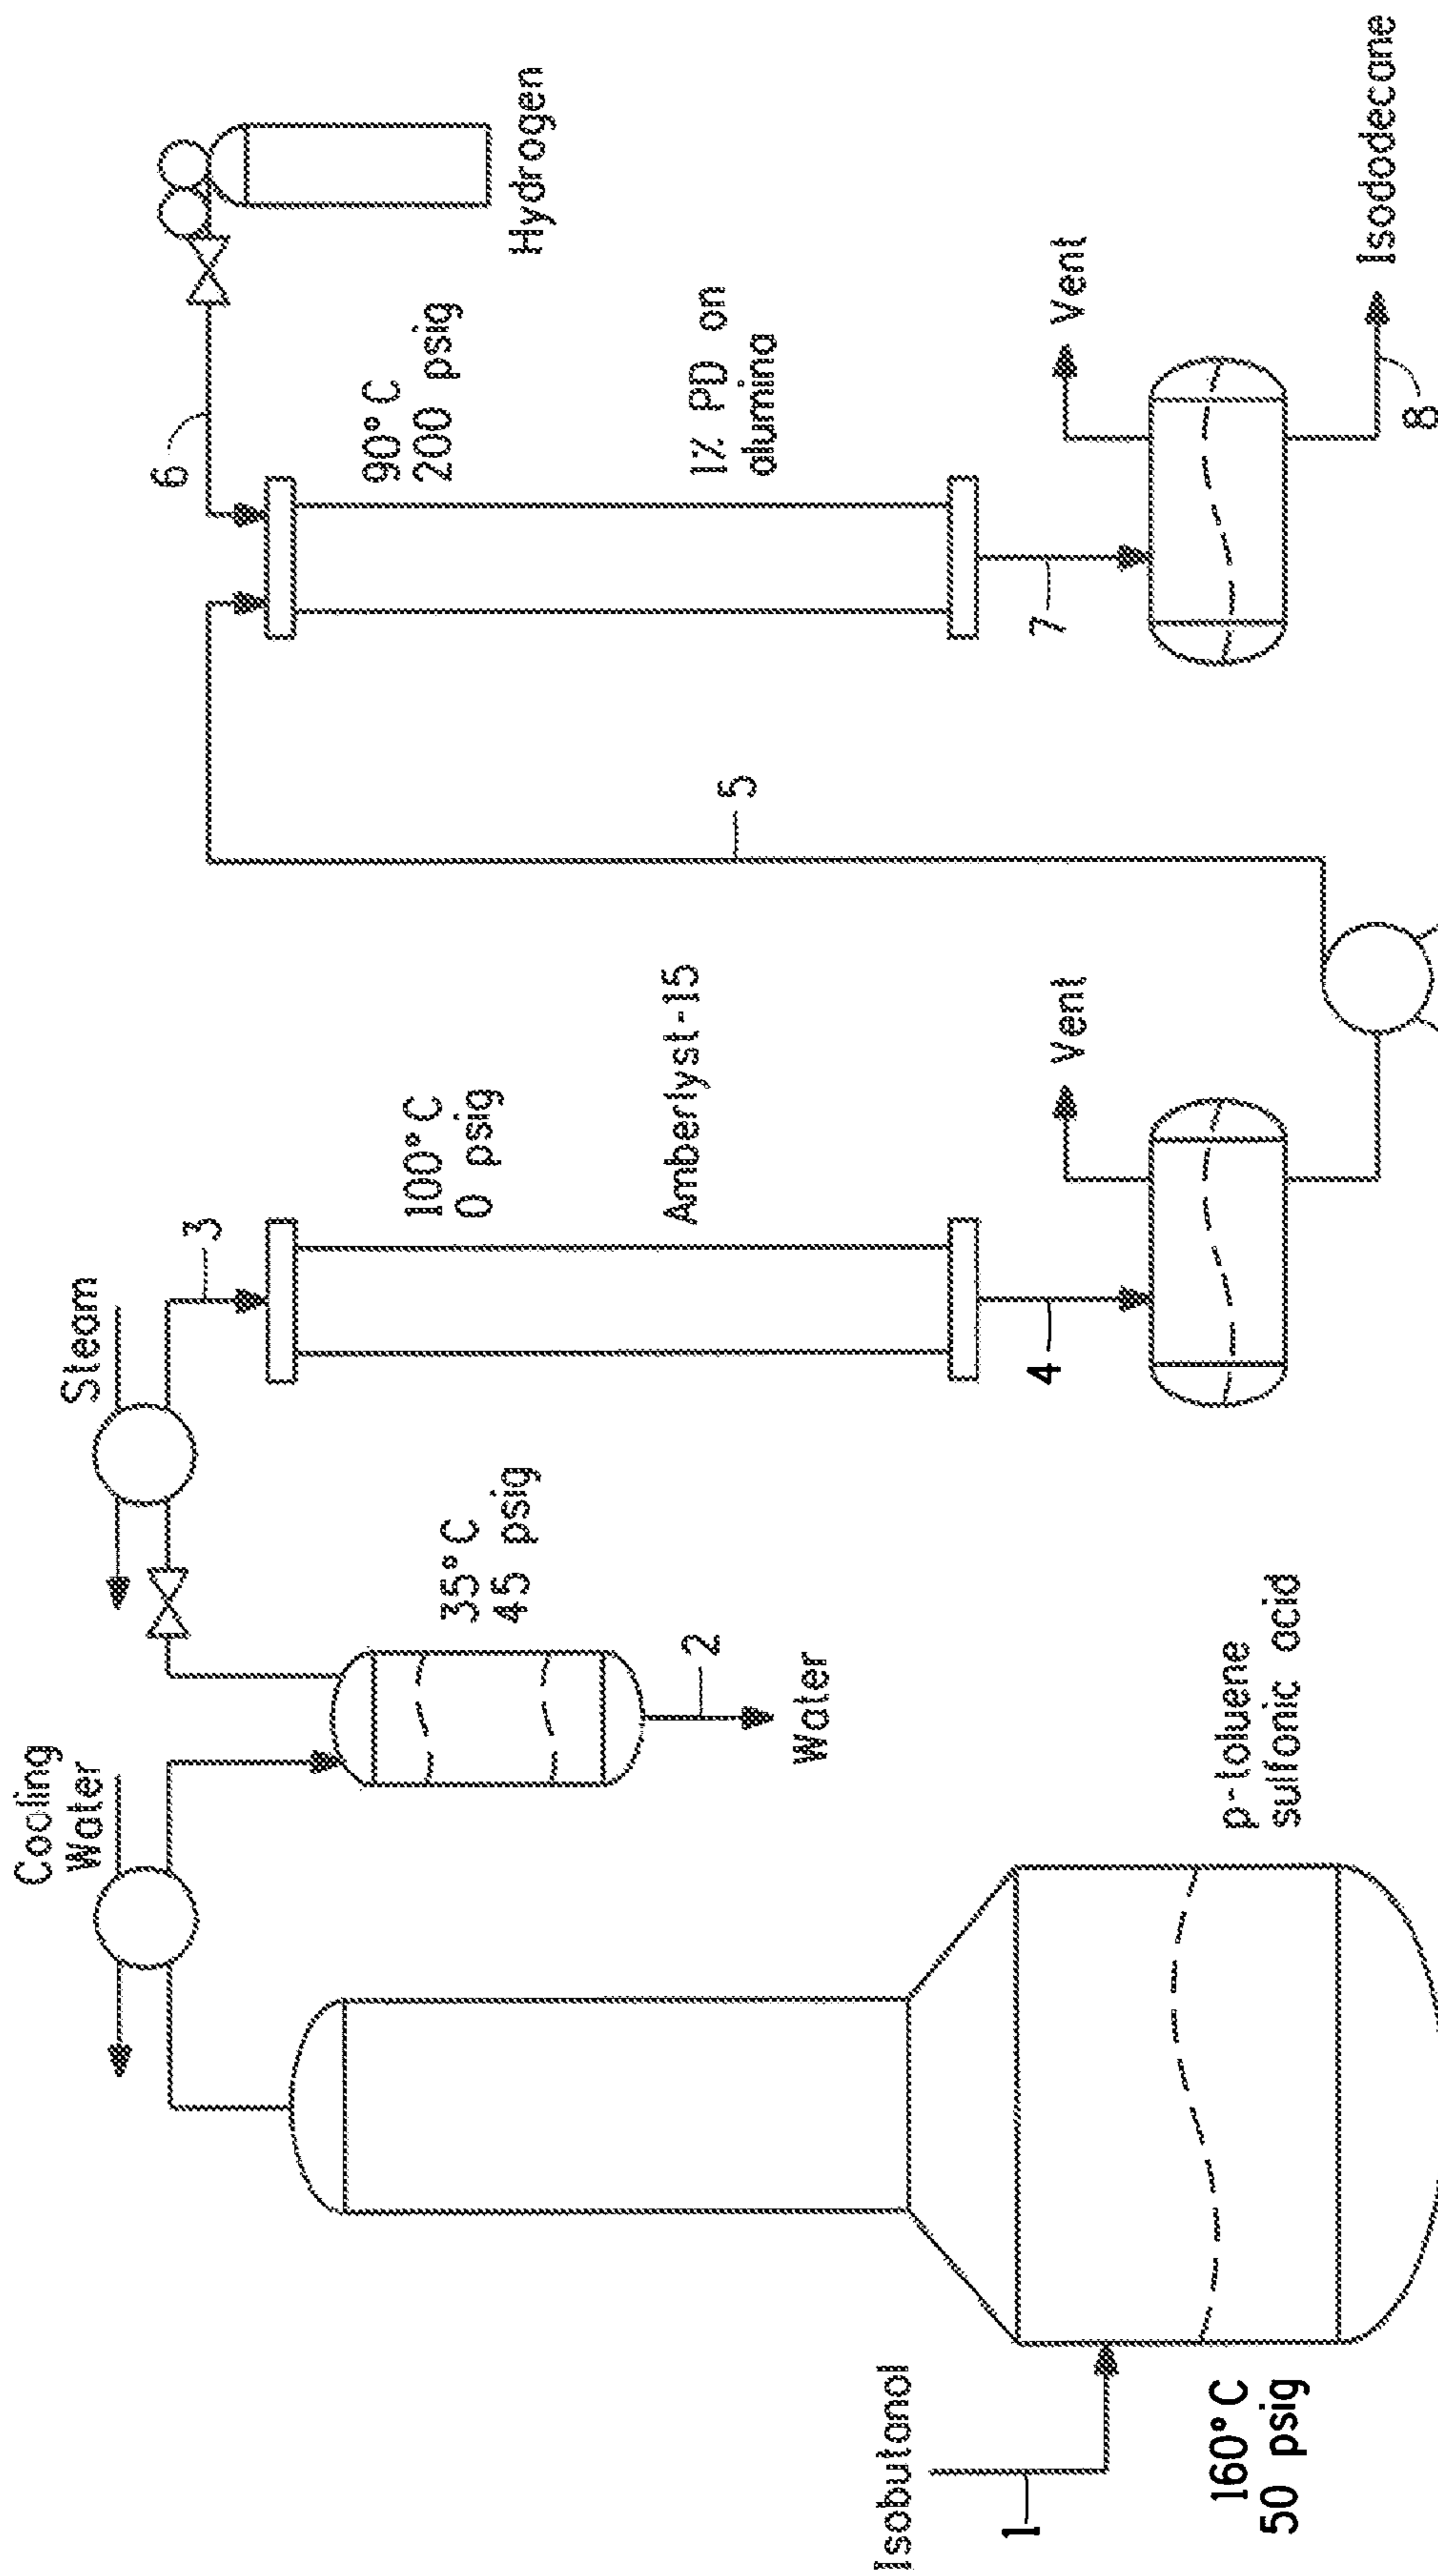 Isobutanol
1
160°C
50 psig
p-toluene
sulfonic acid
Cooling
Water
35°C
45 psig
2
Water
Steam
3
100°C
0 psig
Amberlyst-15
4
Vent
5
6
Hydrogen
90°C
200 psig
1% PD on
alumina
7
Vent
8
Isododecane